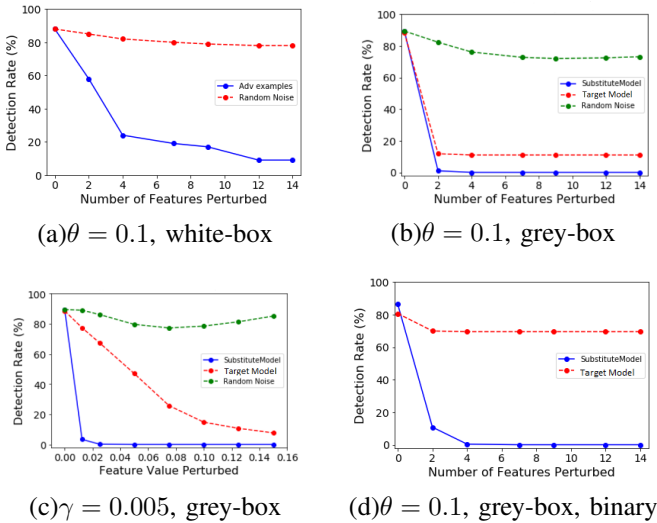 100
80
60
40
20
0
Detection Rate (%)
Adv examples
Random Noise
0 2 4 6 8 10 12 14
Number of Features Perturbed
(a)θ = 0.1, white-box
100
80
60
40
20
0
Detection Rate (%)
SubstituteModel
Target Model
Random Noise
0 2 4 6 8 10 12 14
Number of Features Perturbed
(b)θ = 0.1, grey-box
100
80
60
40
20
0
Detection Rate (%)
SubstituteModel
Target Model
Random Noise
0.00 0.02 0.04 0.06 0.08 0.10 0.12 0.14 0.16
Feature Value Perturbed
(c)γ = 0.005, grey-box
100
80
60
40
20
0
Detection Rate (%)
SubstituteModel
Target Model
0 2 4 6 8 10 12 14
Number of Features Perturbed
(d)θ = 0.1, grey-box, binary